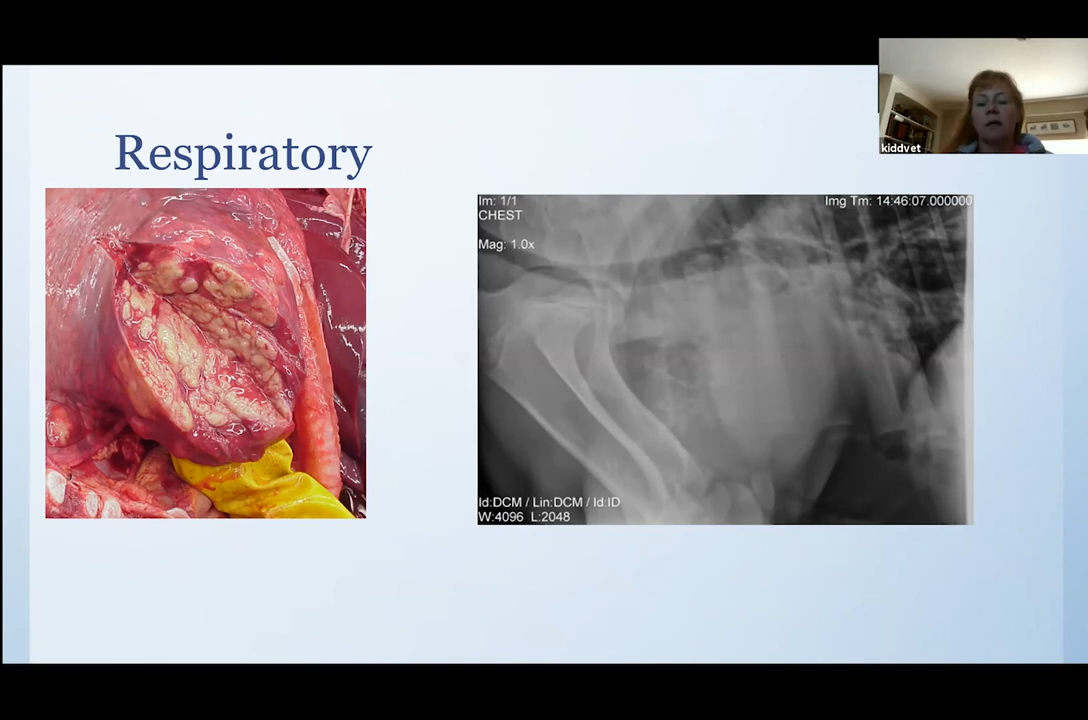 kiddvet
Respiratory
Im: 1/1
CHEST
Mag: 1.0x
Img Tm: 14:46:07.000000
Id:DCM / Lin:DCM / Id:ID
W:4096 L:2048